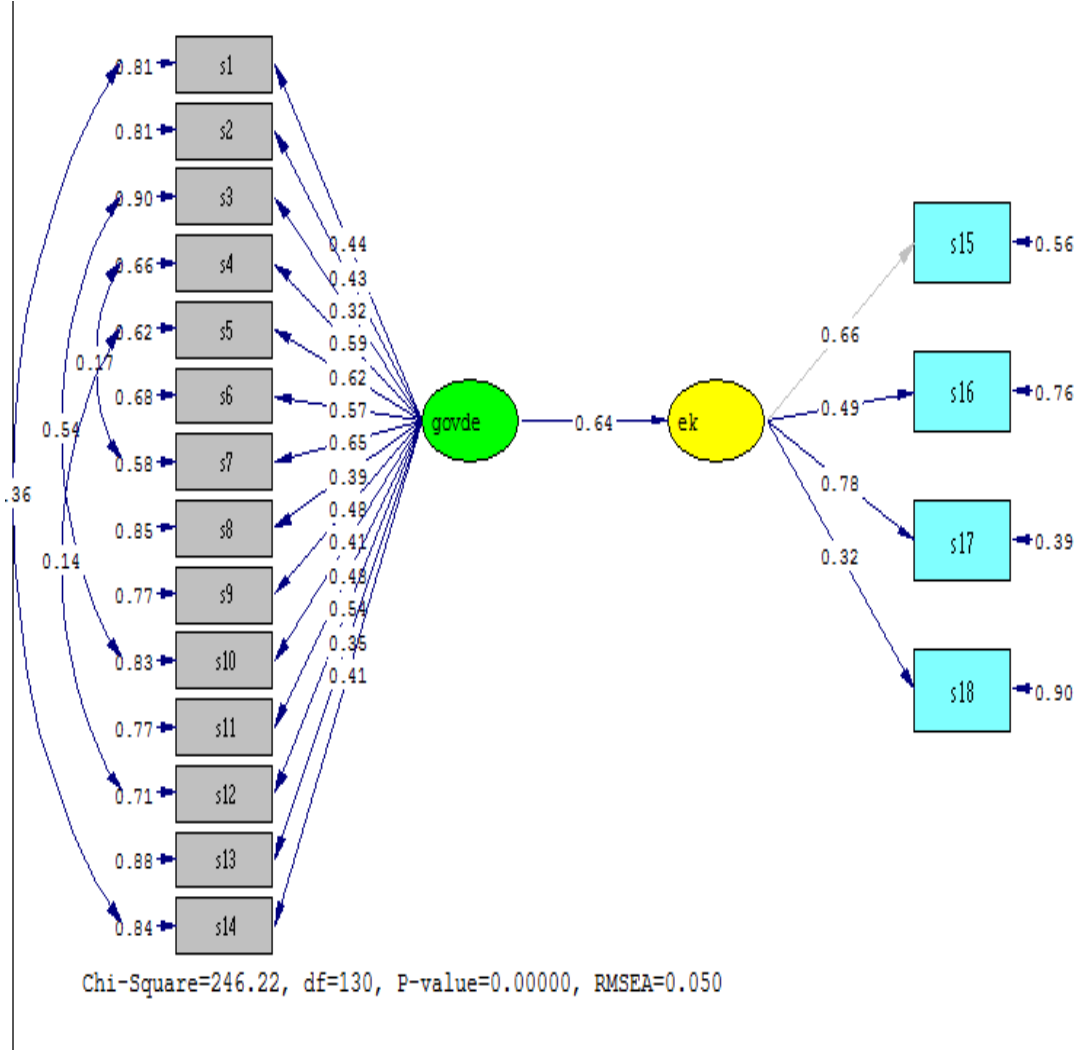 0.81 s1
0.81 s2
0.90 s3
0.66 s4
0.62 s5
0.68 s6
0.58 s7
0.85 s8
0.77 s9
0.83 s10
0.77 s11
0.71 s12
0.88 s13
0.84 s14
.36
0.17
0.54
0.14
0.44
0.43
0.32
0.59
0.62
0.57
0.65
0.39
0.48
0.41
0.48
0.54
0.35
0.41
govde
0.64
ek
0.66
0.49
0.78
0.32
s15 0.56
s16 0.76
s17 0.39
s18 0.90
Chi-Square=246.22, df=130, P-value=0.00000, RMSEA=0.050